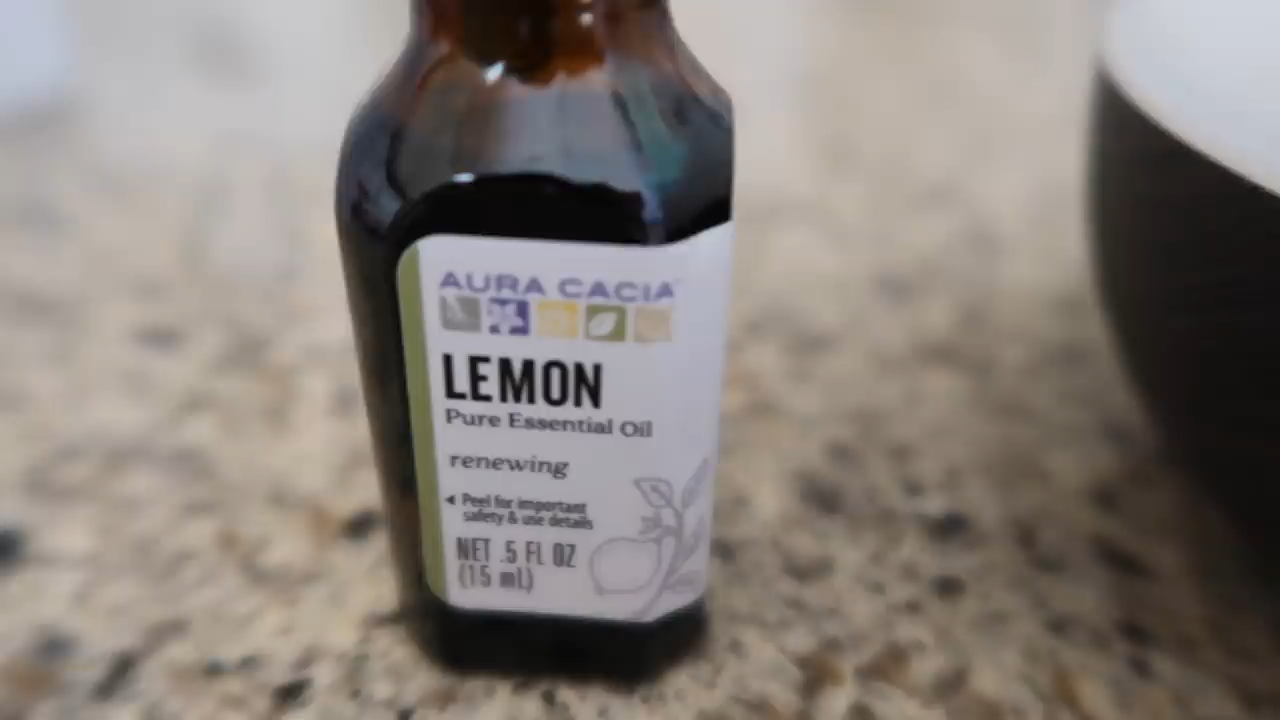 AURA CACIA
LEMON
Pure Essential Oil
renewing
◄ Peel for important
safety & use details
NET .5 FL OZ
(15 mL)